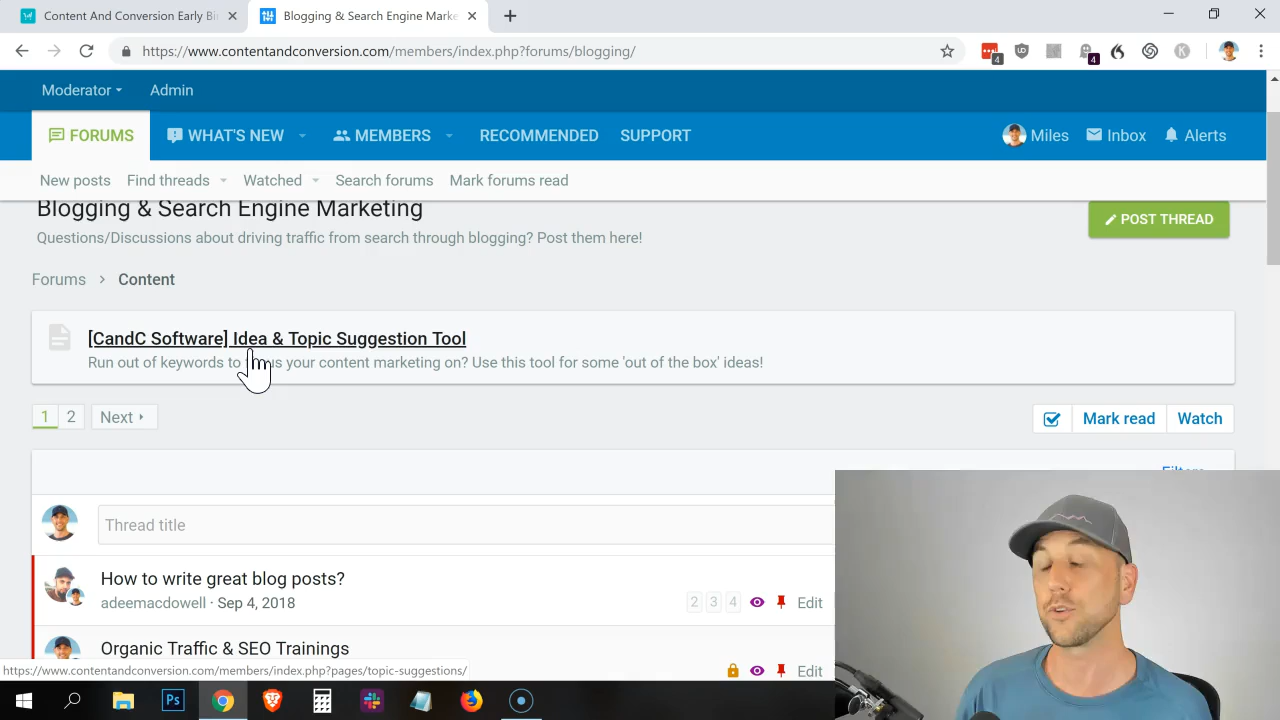 Content And Conversion Early Bi
Blogging & Search Engine Marke
https://www.contentandconversion.com/members/index.php?forums/blogging/
4
4
K
Moderator
Admin
FORUMS
WHAT'S NEW
MEMBERS
RECOMMENDED
SUPPORT
Miles
Inbox
Alerts
New posts
Find threads
Watched
Search forums
Mark forums read
Blogging & Search Engine Marketing
Questions/Discussions about driving traffic from search through blogging? Post them here!
POST THREAD
Forums
Content
[CandC Software] Idea & Topic Suggestion Tool
Run out of keywords to us your content marketing on? Use this tool for some 'out of the box' ideas!
1
2
Next
Mark read
Watch
Filters
Thread title
How to write great blog posts?
adeemacdowell · Sep 4, 2018
2 3 4
Edit
Organic Traffic & SEO Trainings
Edit
https://www.contentandconversion.com/members/index.php?pages/topic-suggestions/
Ps